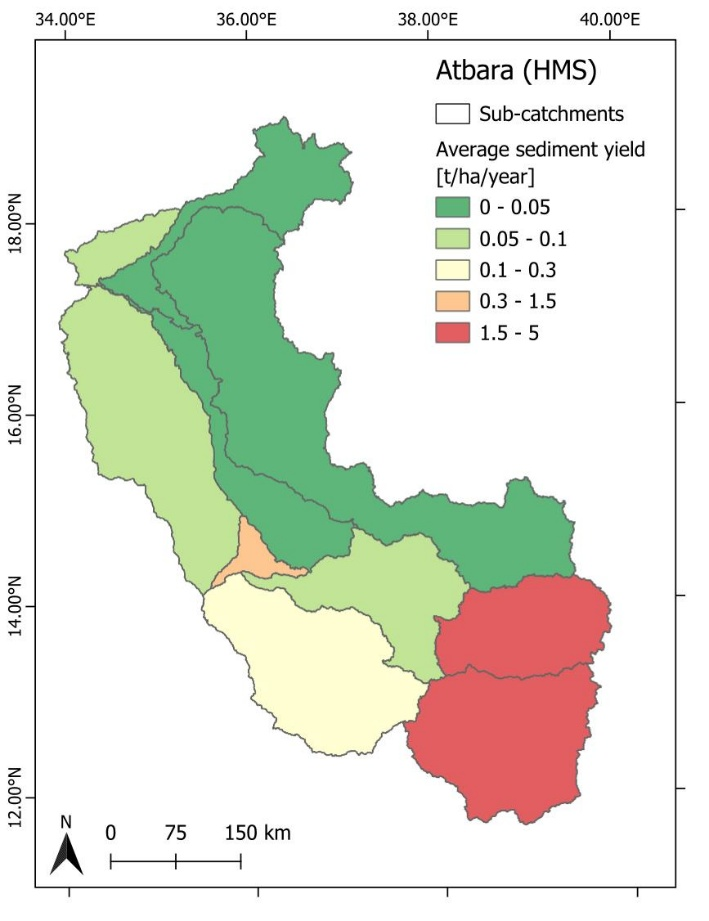 34.00°E 36.00°E 38.00°E 40.00°E
Atbara (HMS)
Sub-catchments
Average sediment yield
[t/ha/year]
0 - 0.05
0.05 - 0.1
0.1 - 0.3
0.3 - 1.5
1.5 - 5
18.00°N
16.00°N
14.00°N
12.00°N
N
0 75 150 km